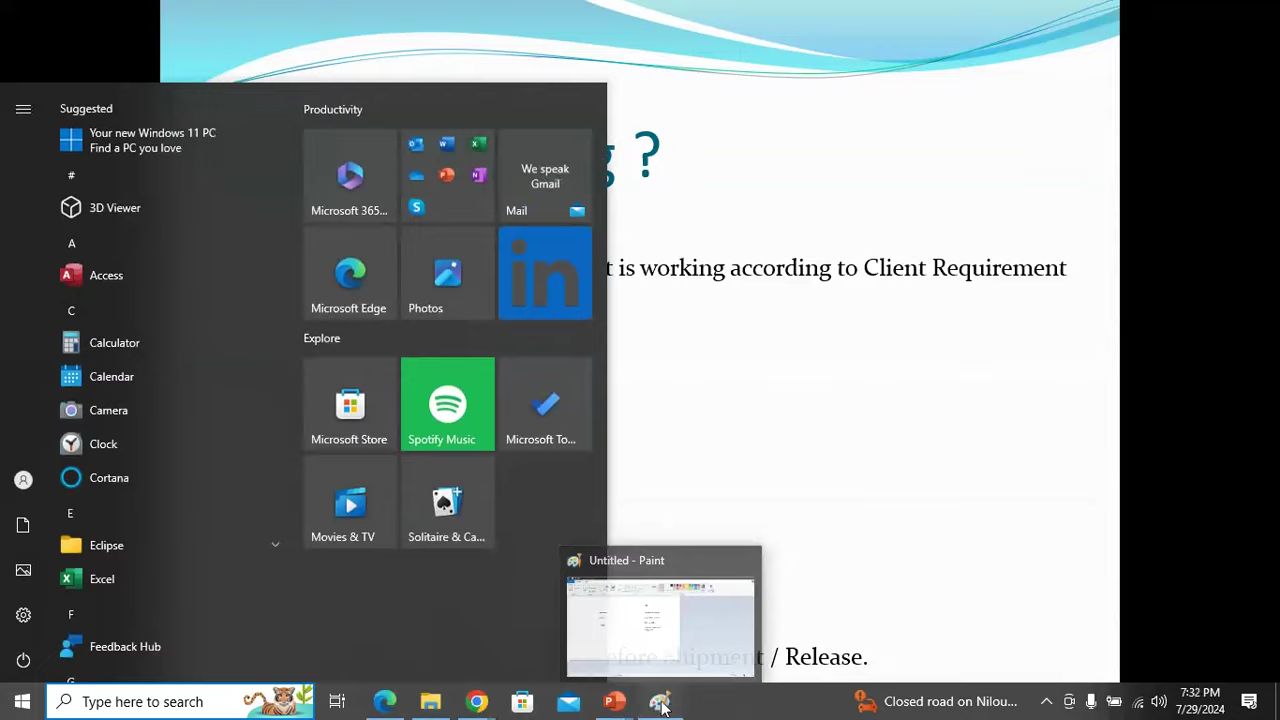 g ?
t is working according to Client Requirement
efore Shipment / Release.
Suggested
Your new Windows 11 PC
Find a PC you love
#
3D Viewer
A
Access
C
Calculator
Calendar
Camera
Clock
Cortana
E
Eclipse
Excel
F
Feedback Hub
G
Productivity
Microsoft 365...
We speak
Gmail
Mail
Microsoft Edge
Photos
in
Explore
Microsoft Store
Spotify Music
Microsoft To...
Movies & TV
Solitaire & Ca...
Untitled - Paint
Type here to search
Closed road on Nilou...
7:32 PM
7/29/2024